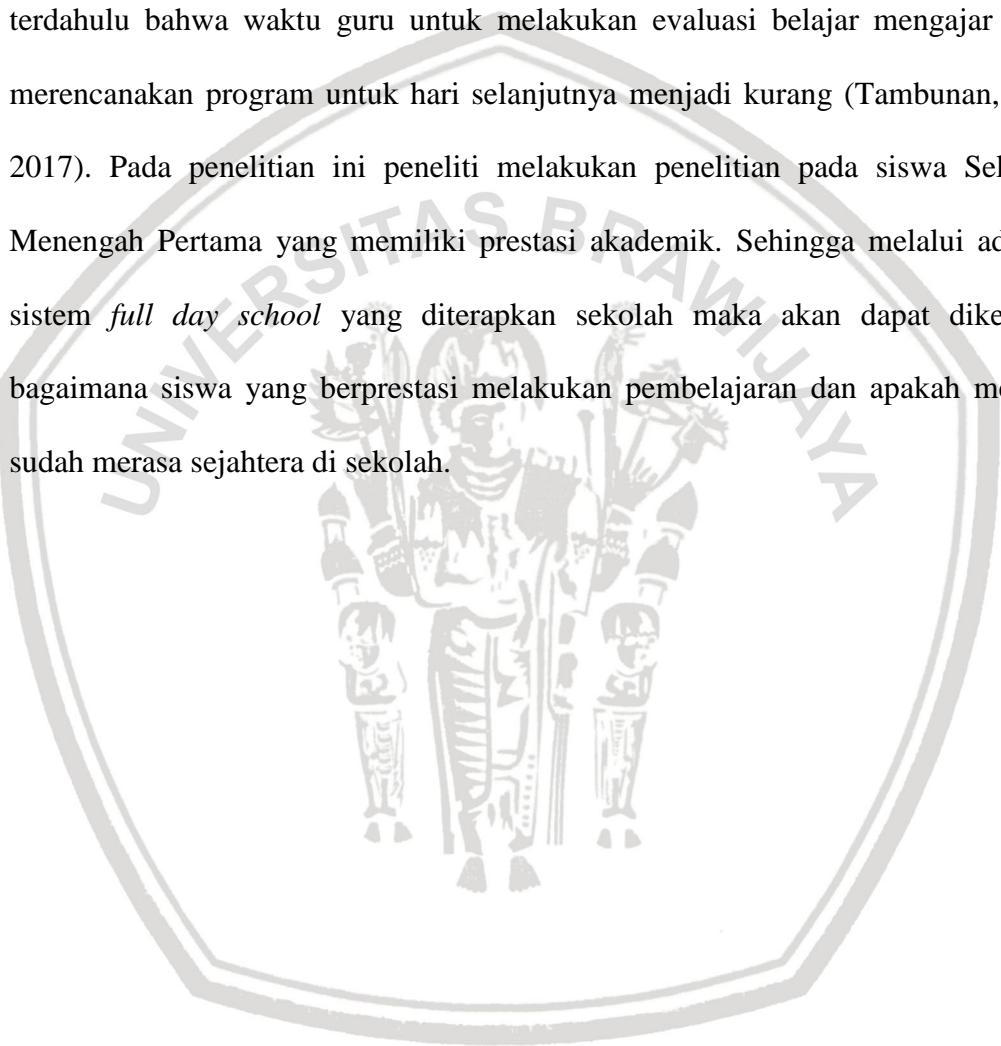 terdahulu bahwa waktu guru untuk melakukan evaluasi belajar mengajar
merencanakan program untuk hari selanjutnya menjadi kurang (Tambunan,
2017). Pada penelitian ini peneliti melakukan penelitian pada siswa
Menengah Pertama yang memiliki prestasi akademik. Sehingga melalui
sistem full day school yang diterapkan sekolah maka akan dapat
bagaimana siswa yang berprestasi melakukan pembelajaran dan apakah
sudah merasa sejahtera di sekolah.
UNIVERSITAS BRAWIJAYA